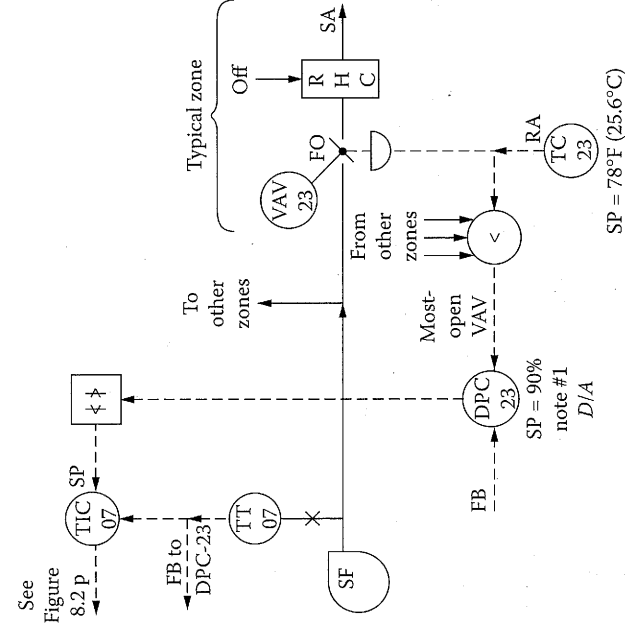 See
Figure
8.2 p
TIC
07
SP
≮≯
FB to
DPC-23
TT
07
To
other
zones
Typical zone
Off
VAV
23
FO
R
H
C
SA
SF
From
other
zones
Most-
open
VAV
<
FB
DPC
23
SP = 90%
note #1
D/A
RA
TC
23
SP = 78°F (25.6°C)